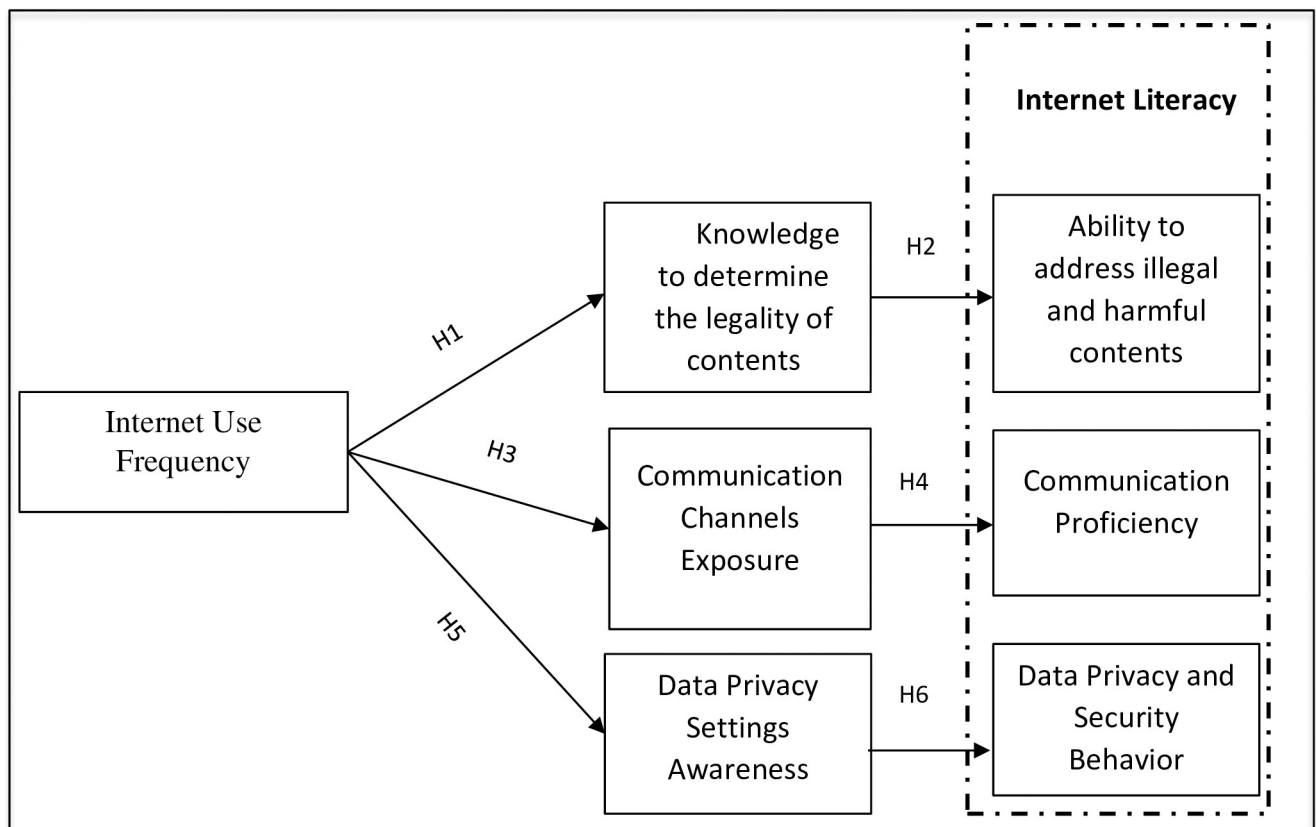 Internet Literacy
Knowledge
to determine
the legality of
contents
H2
Ability to
address illegal
and harmful
contents
H1
Internet Use
Frequency
H3
Communication
Channels
Exposure
H4
Communication
Proficiency
H5
Data Privacy
Settings
Awareness
H6
Data Privacy and
Security
Behavior